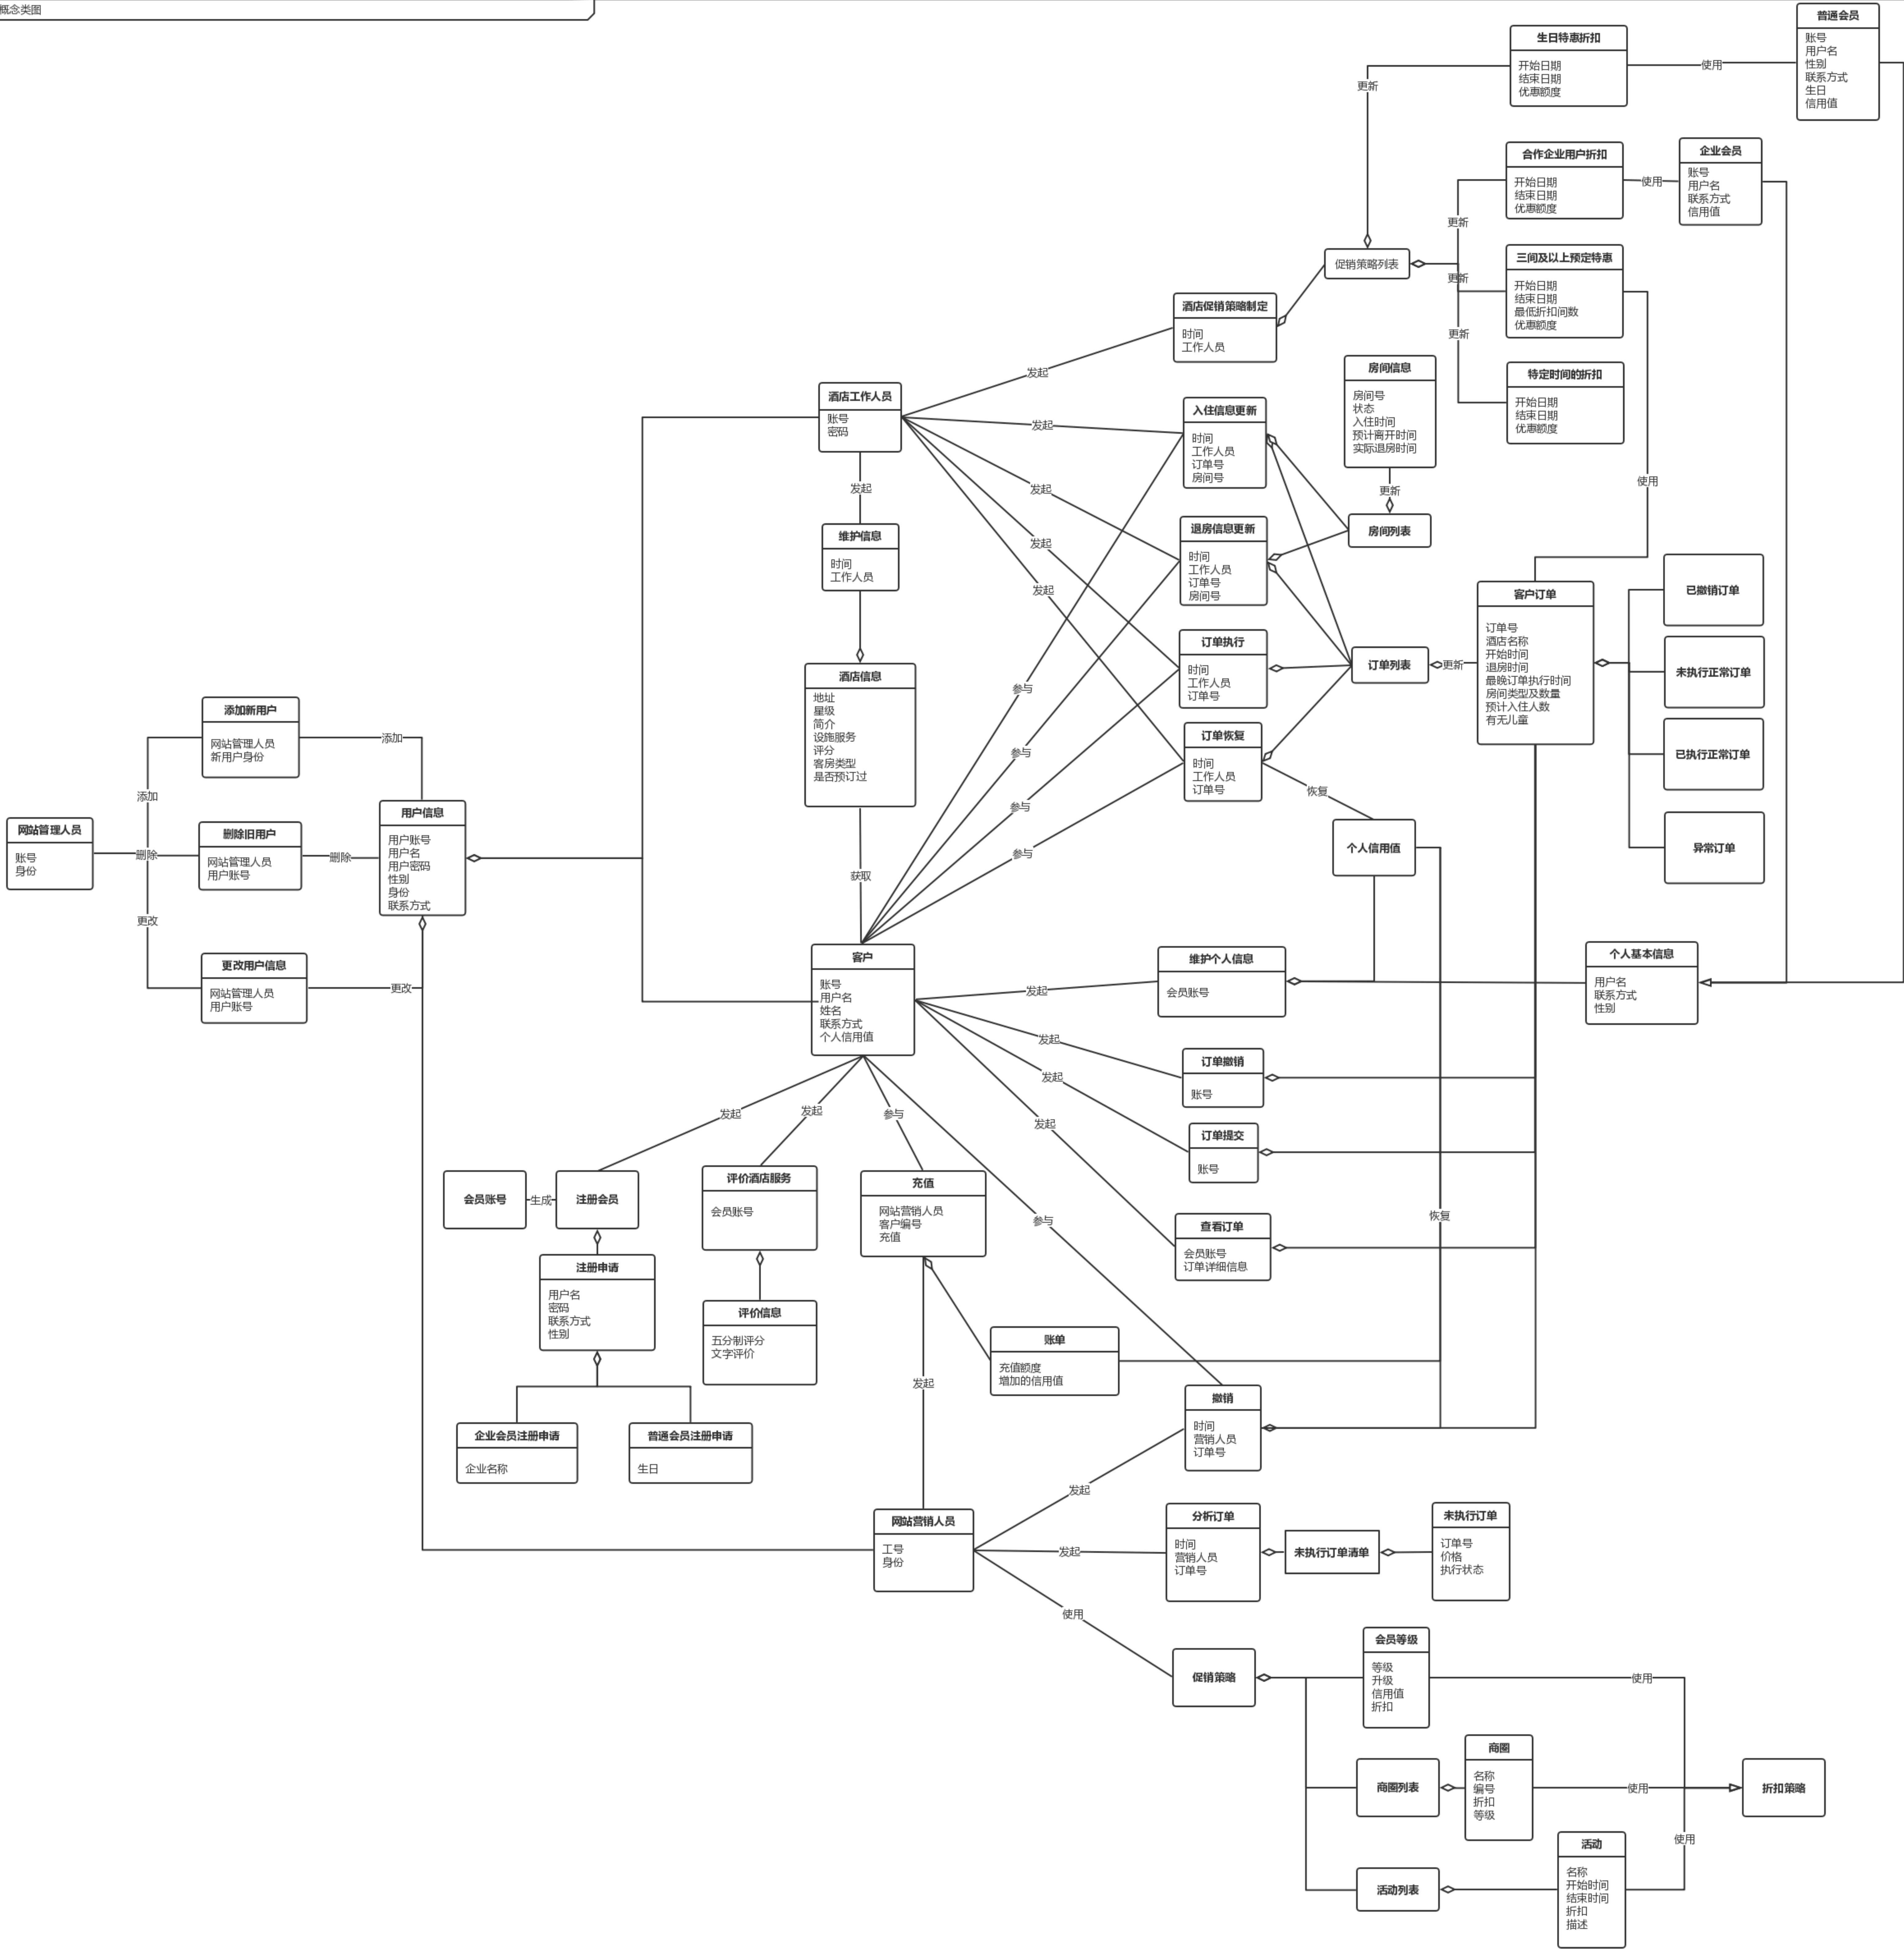 概念类图
普通会员
账号
用户名
性别
联系方式
生日
信用值
生日特惠折扣
开始日期
结束日期
优惠额度
使用
更新
合作企业用户折扣
开始日期
结束日期
优惠额度
使用
企业会员
账号
用户名
联系方式
信用值
更新
三间及以上预定特惠
开始日期
结束日期
最低折扣间数
优惠额度
促销策略列表
更新
更新
特定时间的折扣
开始日期
结束日期
优惠额度
使用
酒店促销策略制定
时间
工作人员
发起
房间信息
房间号
状态
入住时间
预计离开时间
实际退房时间
更新
房间列表
酒店工作人员
账号
密码
发起
入住信息更新
时间
工作人员
订单号
房间号
发起
发起
维护信息
时间
工作人员
退房信息更新
时间
工作人员
订单号
房间号
发起
发起
订单执行
时间
工作人员
订单号
订单列表
更新
客户订单
订单号
酒店名称
开始时间
退房时间
最晚订单执行时间
房间类型及数量
预计入住人数
有无儿童
已撤销订单
未执行正常订单
已执行正常订单
异常订单
酒店信息
地址
星级
简介
设施服务
评分
客房类型
是否预订过
参与
参与
参与
参与
订单恢复
时间
工作人员
订单号
恢复
个人信用值
添加新用户
网站管理人员
新用户身份
添加
添加
网站管理人员
账号
身份
删除
删除旧用户
网站管理人员
用户账号
删除
用户信息
用户账号
用户名
用户密码
性别
身份
联系方式
更改
更改用户信息
网站管理人员
用户账号
更改
获取
客户
账号
用户名
姓名
联系方式
个人信用值
发起
维护个人信息
会员账号
个人基本信息
用户名
联系方式
性别
发起
订单撤销
账号
发起
订单提交
账号
发起
查看订单
会员账号
订单详细信息
恢复
发起
发起
参与
参与
会员账号
生成
注册会员
评价酒店服务
会员账号
充值
网站营销人员
客户编号
充值
注册申请
用户名
密码
联系方式
性别
评价信息
五分制评分
文字评价
账单
充值额度
增加的信用值
发起
企业会员注册申请
企业名称
普通会员注册申请
生日
撤销
时间
营销人员
订单号
发起
网站营销人员
工号
身份
发起
分析订单
时间
营销人员
订单号
未执行订单清单
未执行订单
订单号
价格
执行状态
使用
促销策略
会员等级
等级
升级
信用值
折扣
使用
商圈列表
商圈
名称
编号
折扣
等级
使用
折扣策略
使用
活动列表
活动
名称
开始时间
结束时间
折扣
描述